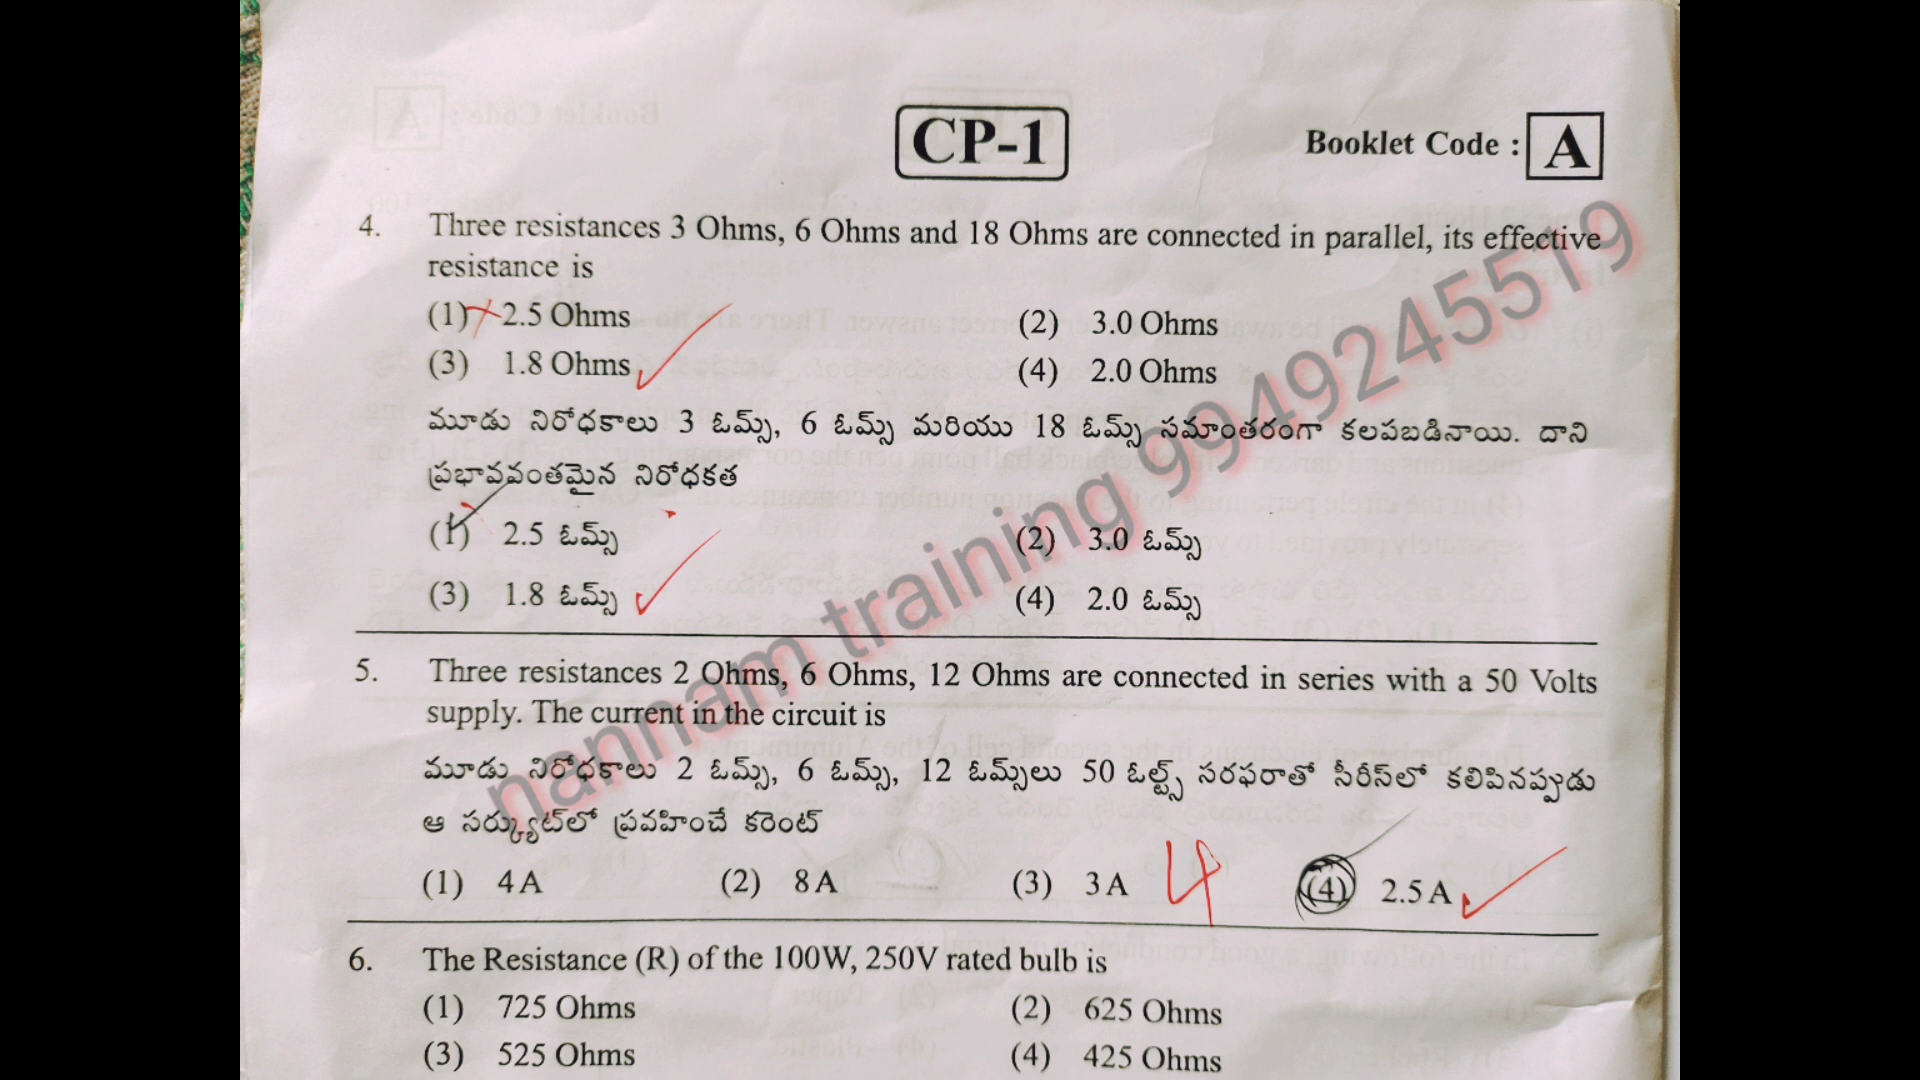 CP-1
Booklet Code : A
4. Three resistances 3 Ohms, 6 Ohms and 18 Ohms are connected in parallel, its effective
resistance is
(1) 2.5 Ohms (2) 3.0 Ohms
(3) 1.8 Ohms (4) 2.0 Ohms
మూడు నిరోధకాలు 3 ఓమ్స్, 6 ఓమ్స్ మరియు 18 ఓమ్స్ సమాంతరంగా కలపబడినాయి. దాని
ప్రభావవంతమైన నిరోధకత
(1) 2.5 ఓమ్స్ (2) 3.0 ఓమ్స్
(3) 1.8 ఓమ్స్ (4) 2.0 ఓమ్స్
nannam training 9949245519
5. Three resistances 2 Ohms, 6 Ohms, 12 Ohms are connected in series with a 50 Volts
supply. The current in the circuit is
మూడు నిరోధకాలు 2 ఓమ్స్, 6 ఓమ్స్, 12 ఓమ్స్‌లు 50 ఓల్ట్స్ సరఫరాతో సీరీస్‌లో కలిపినప్పుడు
ఆ సర్క్యుట్‌లో ప్రవహించే కరెంట్
(1) 4 A (2) 8 A (3) 3 A 4 (4) 2.5 A
6. The Resistance (R) of the 100W, 250V rated bulb is
(1) 725 Ohms (2) 625 Ohms
(3) 525 Ohms (4) 425 Ohms